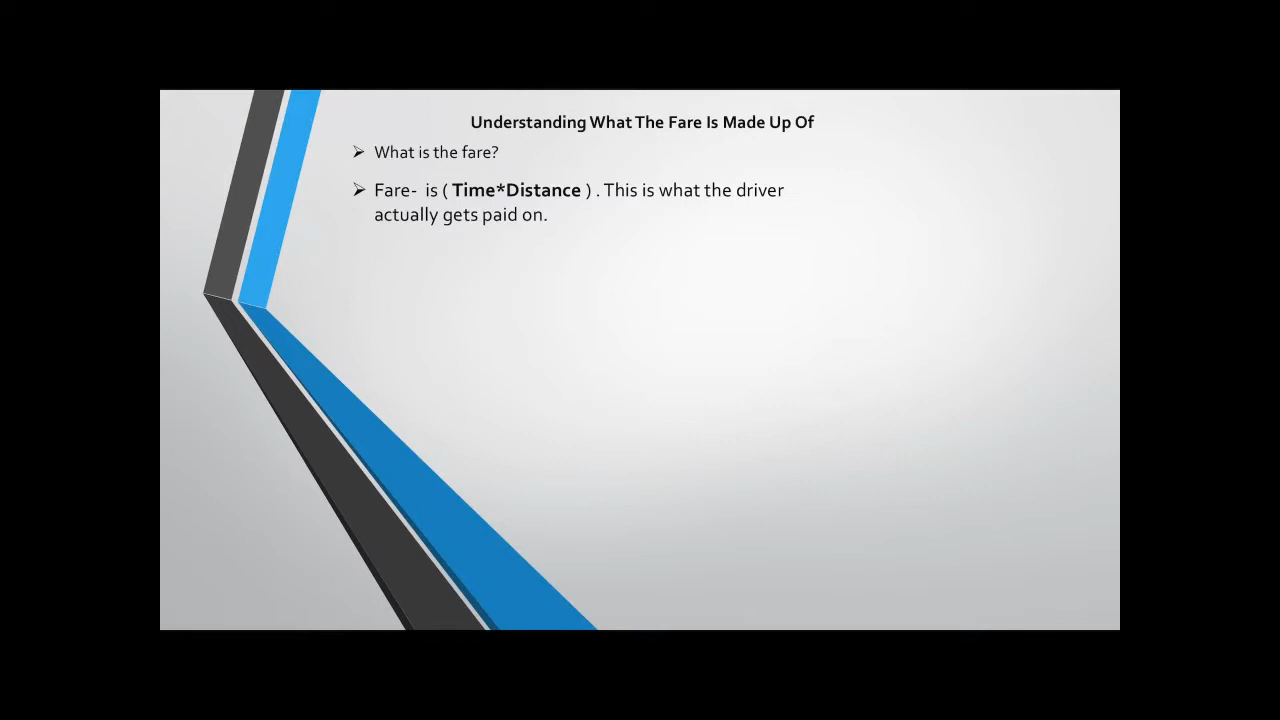 Understanding What The Fare Is Made Up Of
➢ What is the fare?
➢ Fare-  is ( Time*Distance ) . This is what the driver
actually gets paid on.